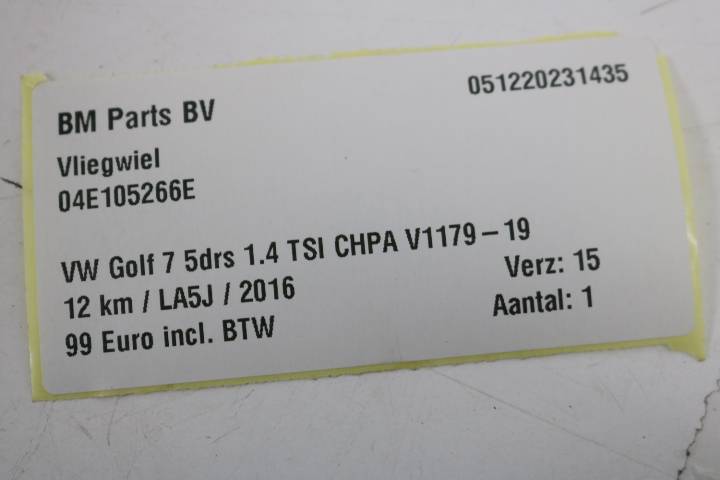 BM Parts BV 051220231435
Vliegwiel
04E105266E
VW Golf 7 5drs 1.4 TSI CHPA V1179-19
12 km / LA5J / 2016 Verz: 15
99 Euro incl. BTW Aantal: 1